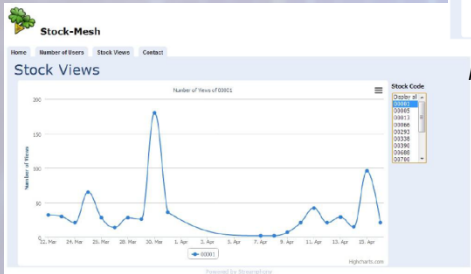 Stock-Mesh
Home Number of Users Stock Views Contact
Stock Views
Number of Views of 00001
Stock Code
00001
00005
00013
00066
00293
00338
00390
00688
00700
Number of Views
200
150
100
50
0
22. Mar 24. Mar 26. Mar 28. Mar 30. Mar 1. Apr 3. Apr 5. Apr 7. Apr 9. Apr 11. Apr 13. Apr 15. Apr
00001
Highcharts.com